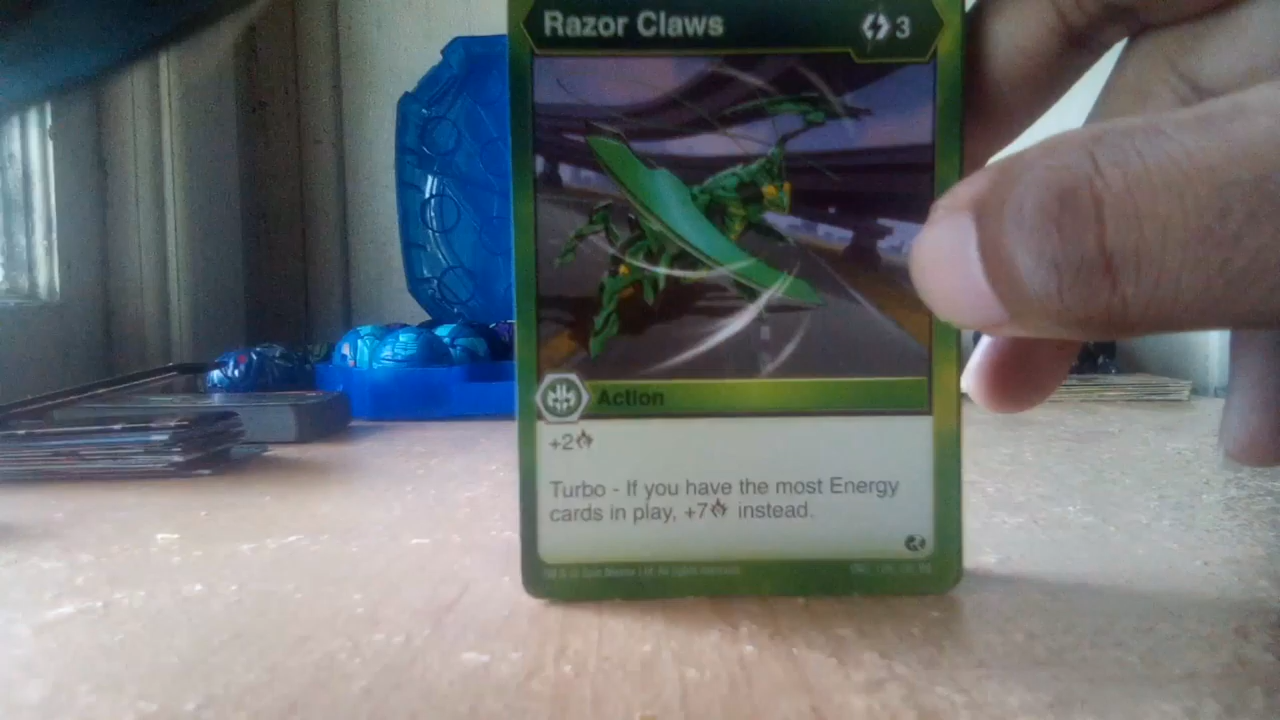 Razor Claws 3
Action
+2
Turbo - If you have the most Energy
cards in play, +7 instead.